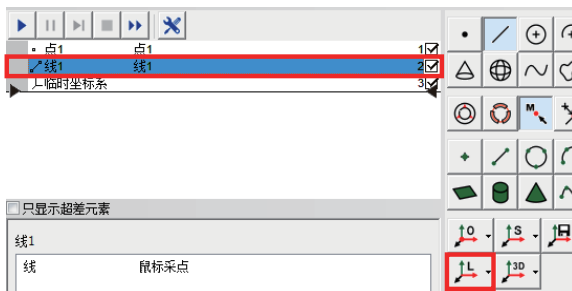 点1 点1 1
线1 线1 2
临时坐标系 3
M
只显示超差元素
O S
线1
线 鼠标采点
L 3D